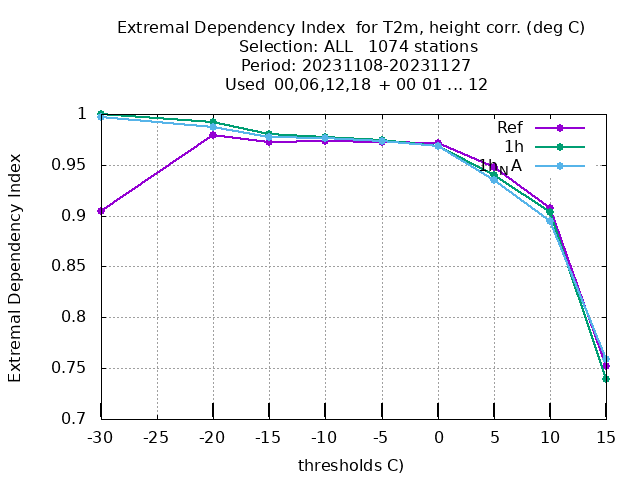 Extremal Dependency Index  for T2m, height corr. (deg C)
Selection: ALL   1074 stations
Period: 20231108-20231127
Used  00,06,12,18  + 00 01 ... 12
Extremal Dependency Index
1
0.95
0.9
0.85
0.8
0.75
0.7
Ref
1h
1h_NA
-30 -25 -20 -15 -10 -5 0 5 10 15
thresholds C)